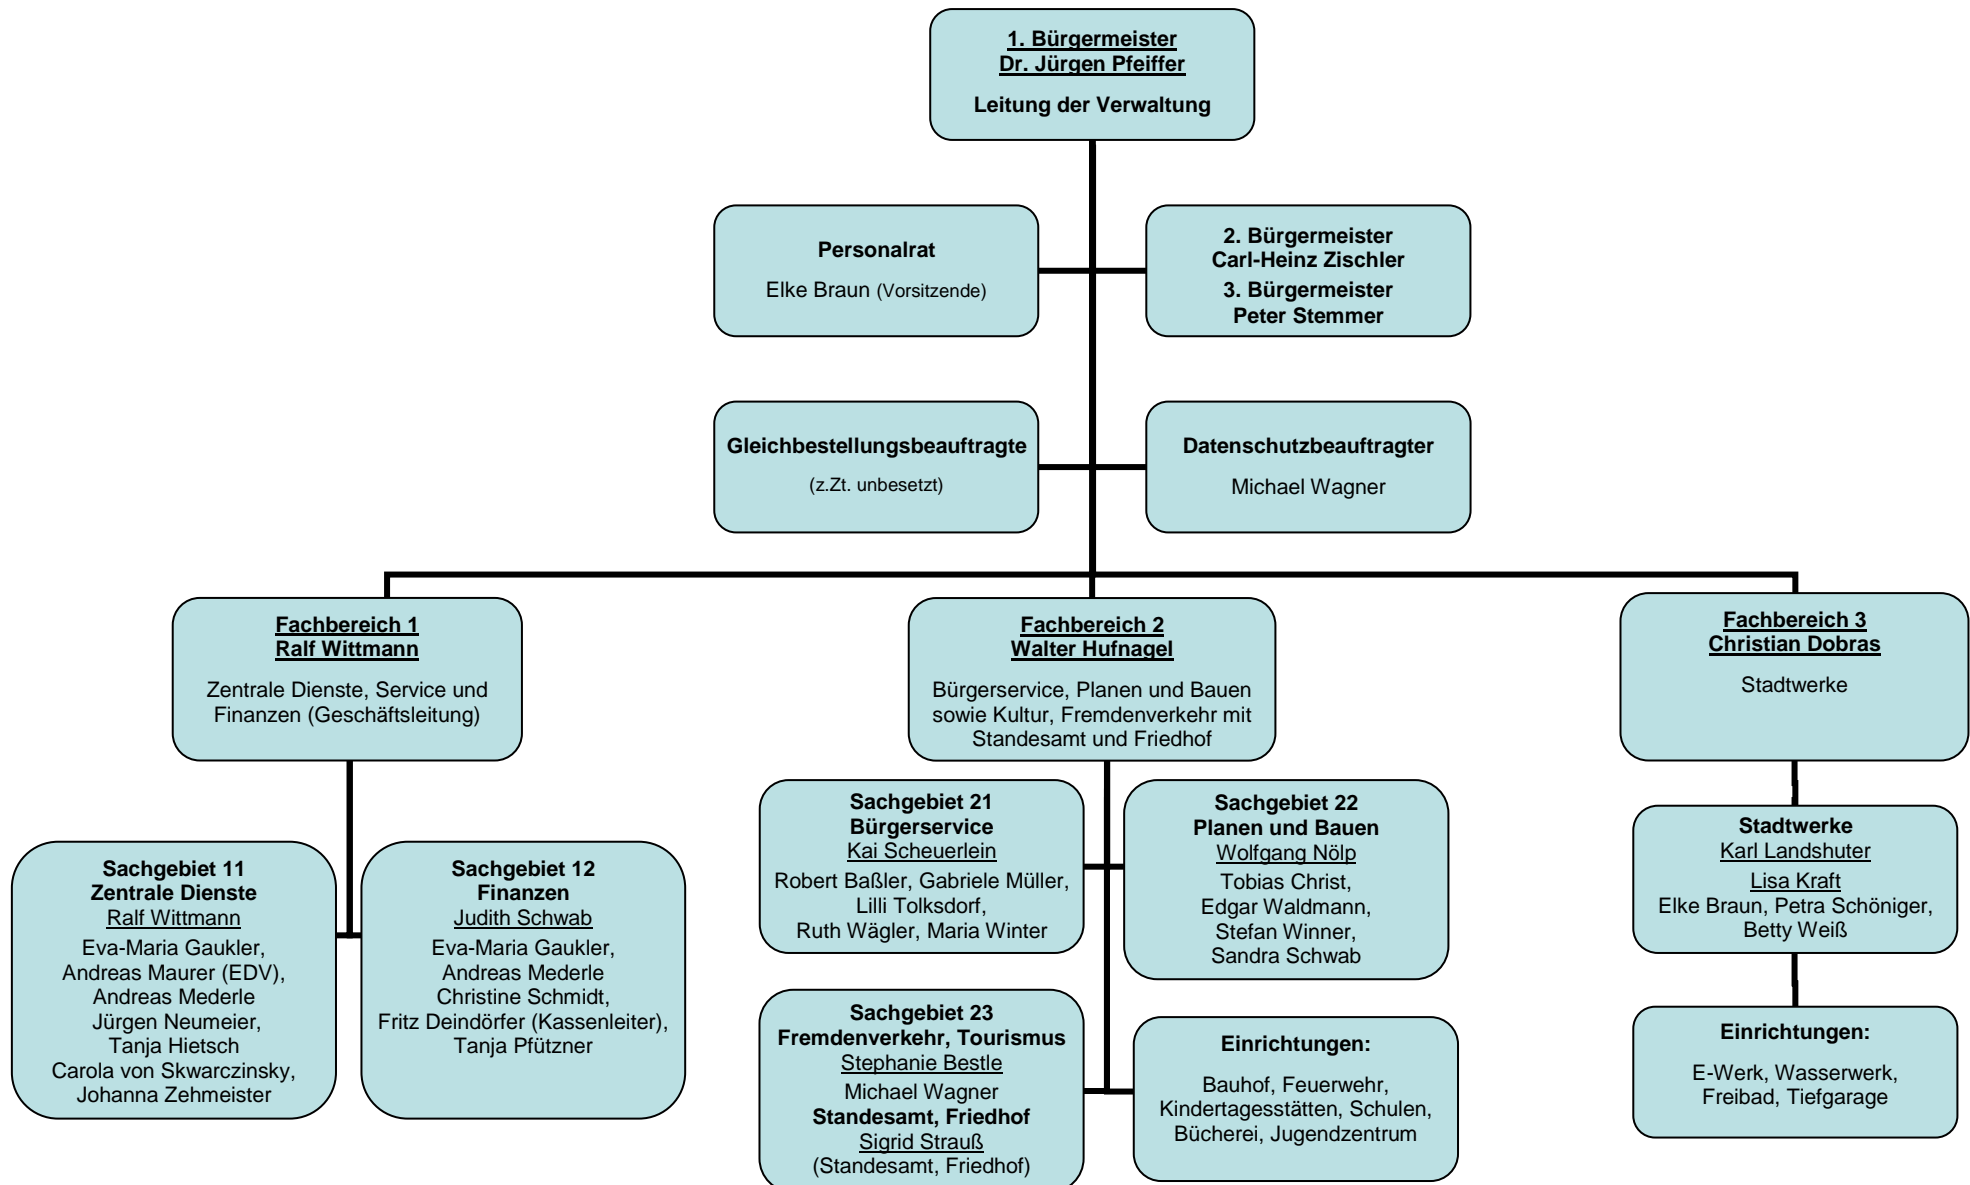 1. Bürgermeister
Dr. Jürgen Pfeiffer
Leitung der Verwaltung
Personalrat
Elke Braun (Vorsitzende)
2. Bürgermeister
Carl-Heinz Zischler
3. Bürgermeister
Peter Stemmer
Gleichbestellungsbeauftragte
(z.Zt. unbesetzt)
Datenschutzbeauftragter
Michael Wagner
Fachbereich 1
Ralf Wittmann
Zentrale Dienste, Service und
Finanzen (Geschäftsleitung)
Fachbereich 2
Walter Hufnagel
Bürgerservice, Planen und Bauen
sowie Kultur, Fremdenverkehr mit
Standesamt und Friedhof
Fachbereich 3
Christian Dobras
Stadtwerke
Sachgebiet 11
Zentrale Dienste
Ralf Wittmann
Eva-Maria Gaukler,
Andreas Maurer (EDV),
Andreas Mederle
Jürgen Neumeier,
Tanja Hietsch
Carola von Skwarczinsky,
Johanna Zehmeister
Sachgebiet 12
Finanzen
Judith Schwab
Eva-Maria Gaukler,
Andreas Mederle
Christine Schmidt,
Fritz Deindörfer (Kassenleiter),
Tanja Pfützner
Sachgebiet 21
Bürgerservice
Kai Scheuerlein
Robert Baßler, Gabriele Müller,
Lilli Tolksdorf,
Ruth Wägler, Maria Winter
Sachgebiet 22
Planen und Bauen
Wolfgang Nölp
Tobias Christ,
Edgar Waldmann,
Stefan Winner,
Sandra Schwab
Sachgebiet 23
Fremdenverkehr, Tourismus
Stephanie Bestle
Michael Wagner
Standesamt, Friedhof
Sigrid Strauß
(Standesamt, Friedhof)
Einrichtungen:
Bauhof, Feuerwehr,
Kindertagesstätten, Schulen,
Bücherei, Jugendzentrum
Stadtwerke
Karl Landshuter
Lisa Kraft
Elke Braun, Petra Schöniger,
Betty Weiß
Einrichtungen:
E-Werk, Wasserwerk,
Freibad, Tiefgarage